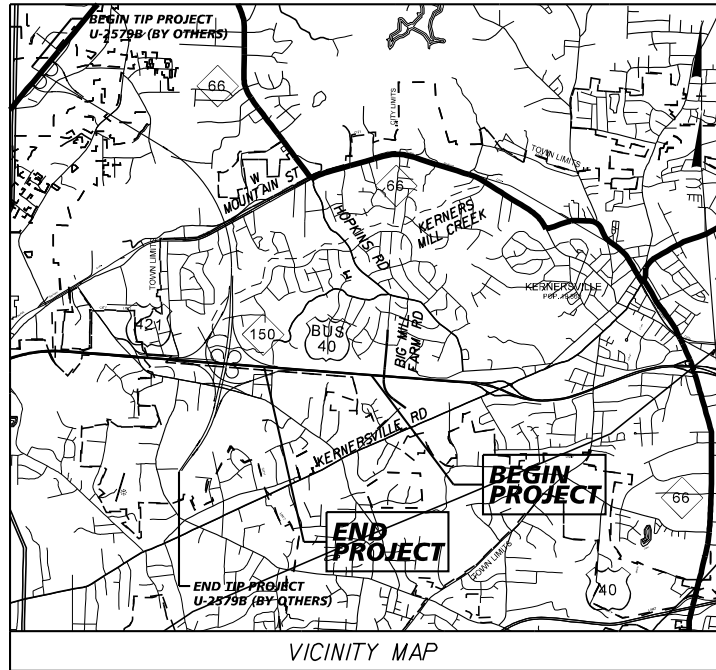 BEGIN TIP PROJECT
U-2579B (BY OTHERS)
66
CITY LIMITS
TOWN LIMITS
W
MOUNTAIN ST
66
HOPKINS RD
KERNERS
MILL CREEK
TOWN LIMITS
KERNERSVILLE
421
150
BUS
40
BIG MILL
FARM RD
KERNERSVILLE RD
BEGIN
PROJECT
66
END
PROJECT
TOWN LIMITS
40
END TIP PROJECT
U-2579B (BY OTHERS)
VICINITY MAP